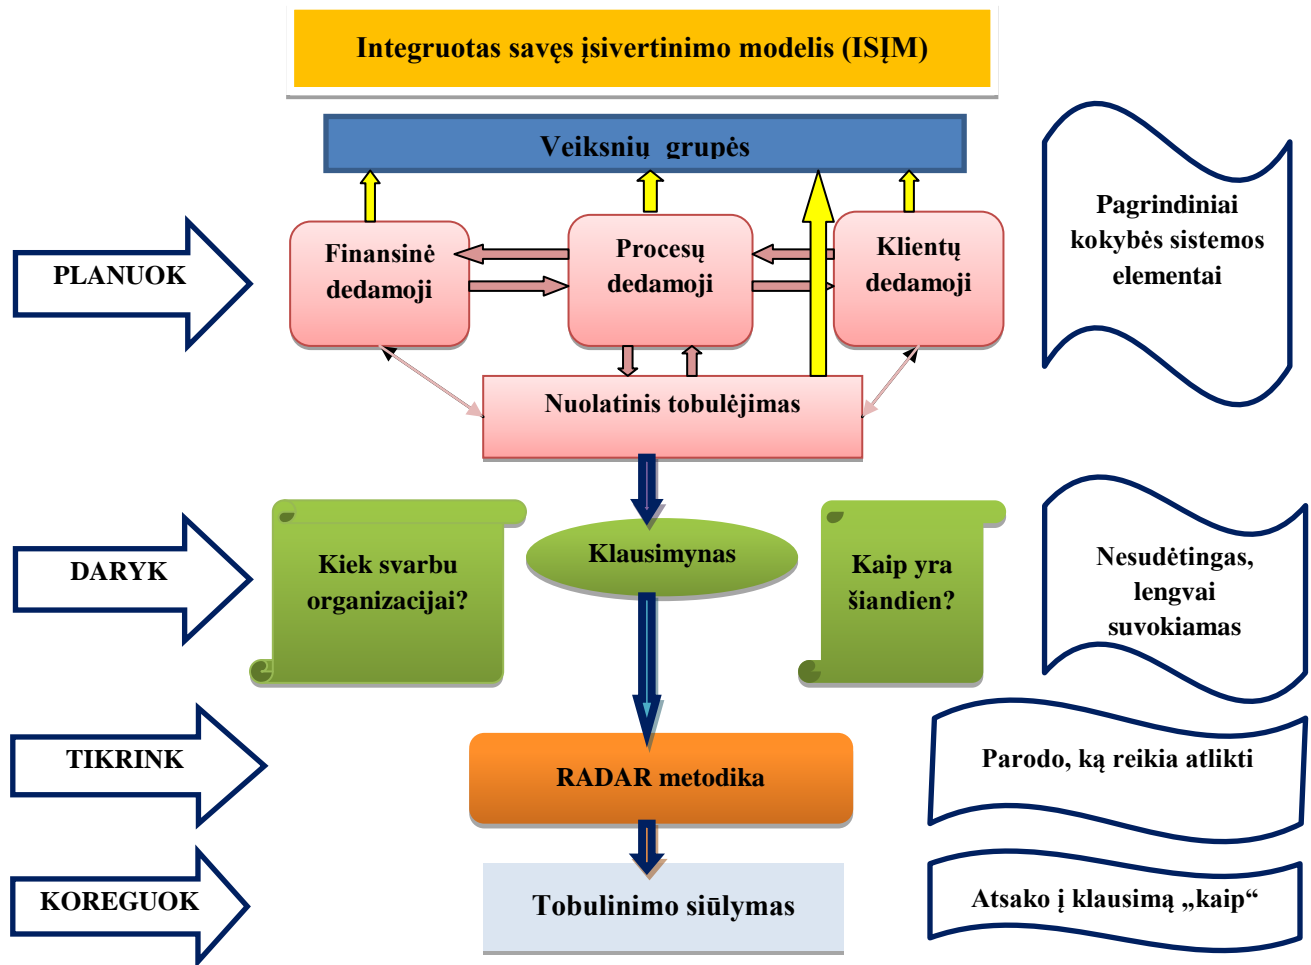 Integruotas savęs įsivertinimo modelis (ISĮM)
Veiksnių grupės
PLANUOK
Finansinė
dedamoji
Procesų
dedamoji
Klientų
dedamoji
Pagrindiniai
kokybės sistemos
elementai
Nuolatinis tobulėjimas
DARYK
Kiek svarbu
organizacijai?
Klausimynas
Kaip yra
šiandien?
Nesudėtingas,
lengvai
suvokiamas
TIKRINK
RADAR metodika
Parodo, ką reikia atlikti
KOREGUOK
Tobulinimo siūlymas
Atsako į klausimą „kaip“